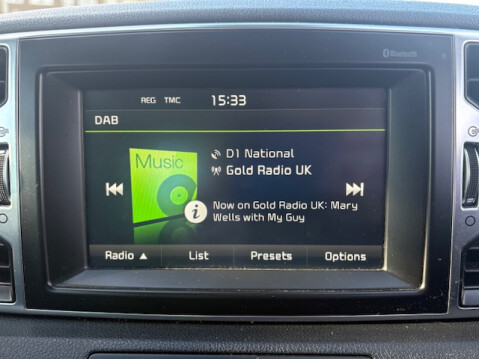 Bluetooth
REG TMC 15:33
DAB
Music
D1 National
Gold Radio UK
i
Now on Gold Radio UK: Mary
Wells with My Guy
Radio ▲ List Presets Options